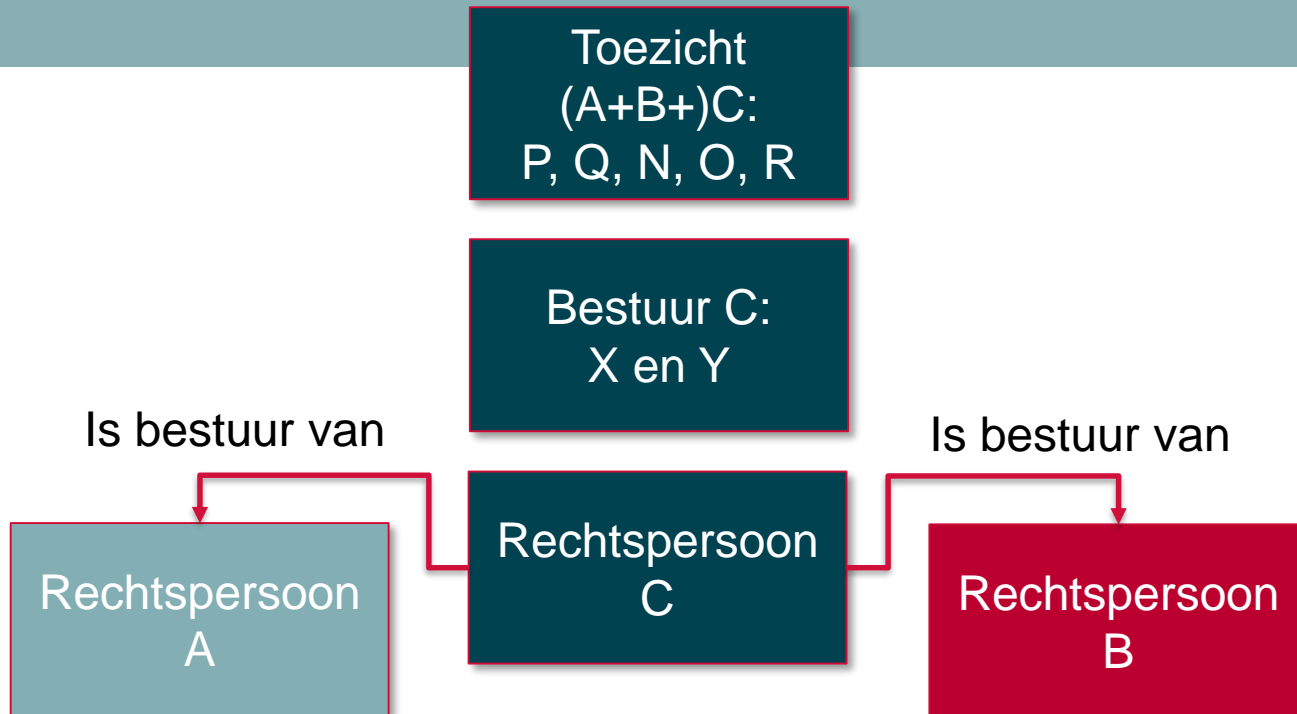 Toezicht
(A+B+)C:
P, Q, N, O, R
Bestuur C:
X en Y
Is bestuur van
Is bestuur van
Rechtspersoon
A
Rechtspersoon
C
Rechtspersoon
B